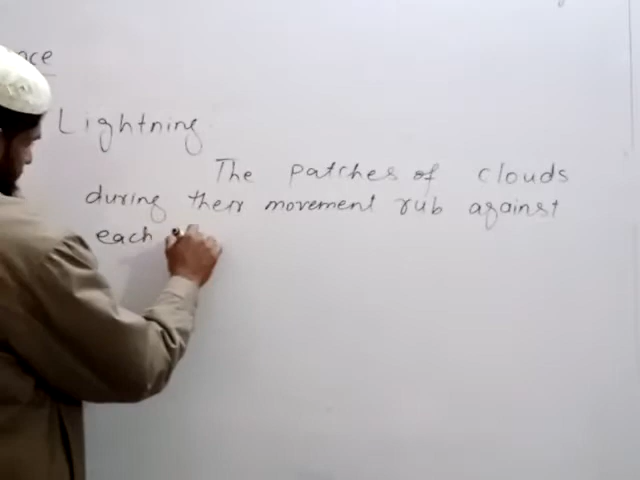 Lightning
The patches of clouds
during their movement rub against
each